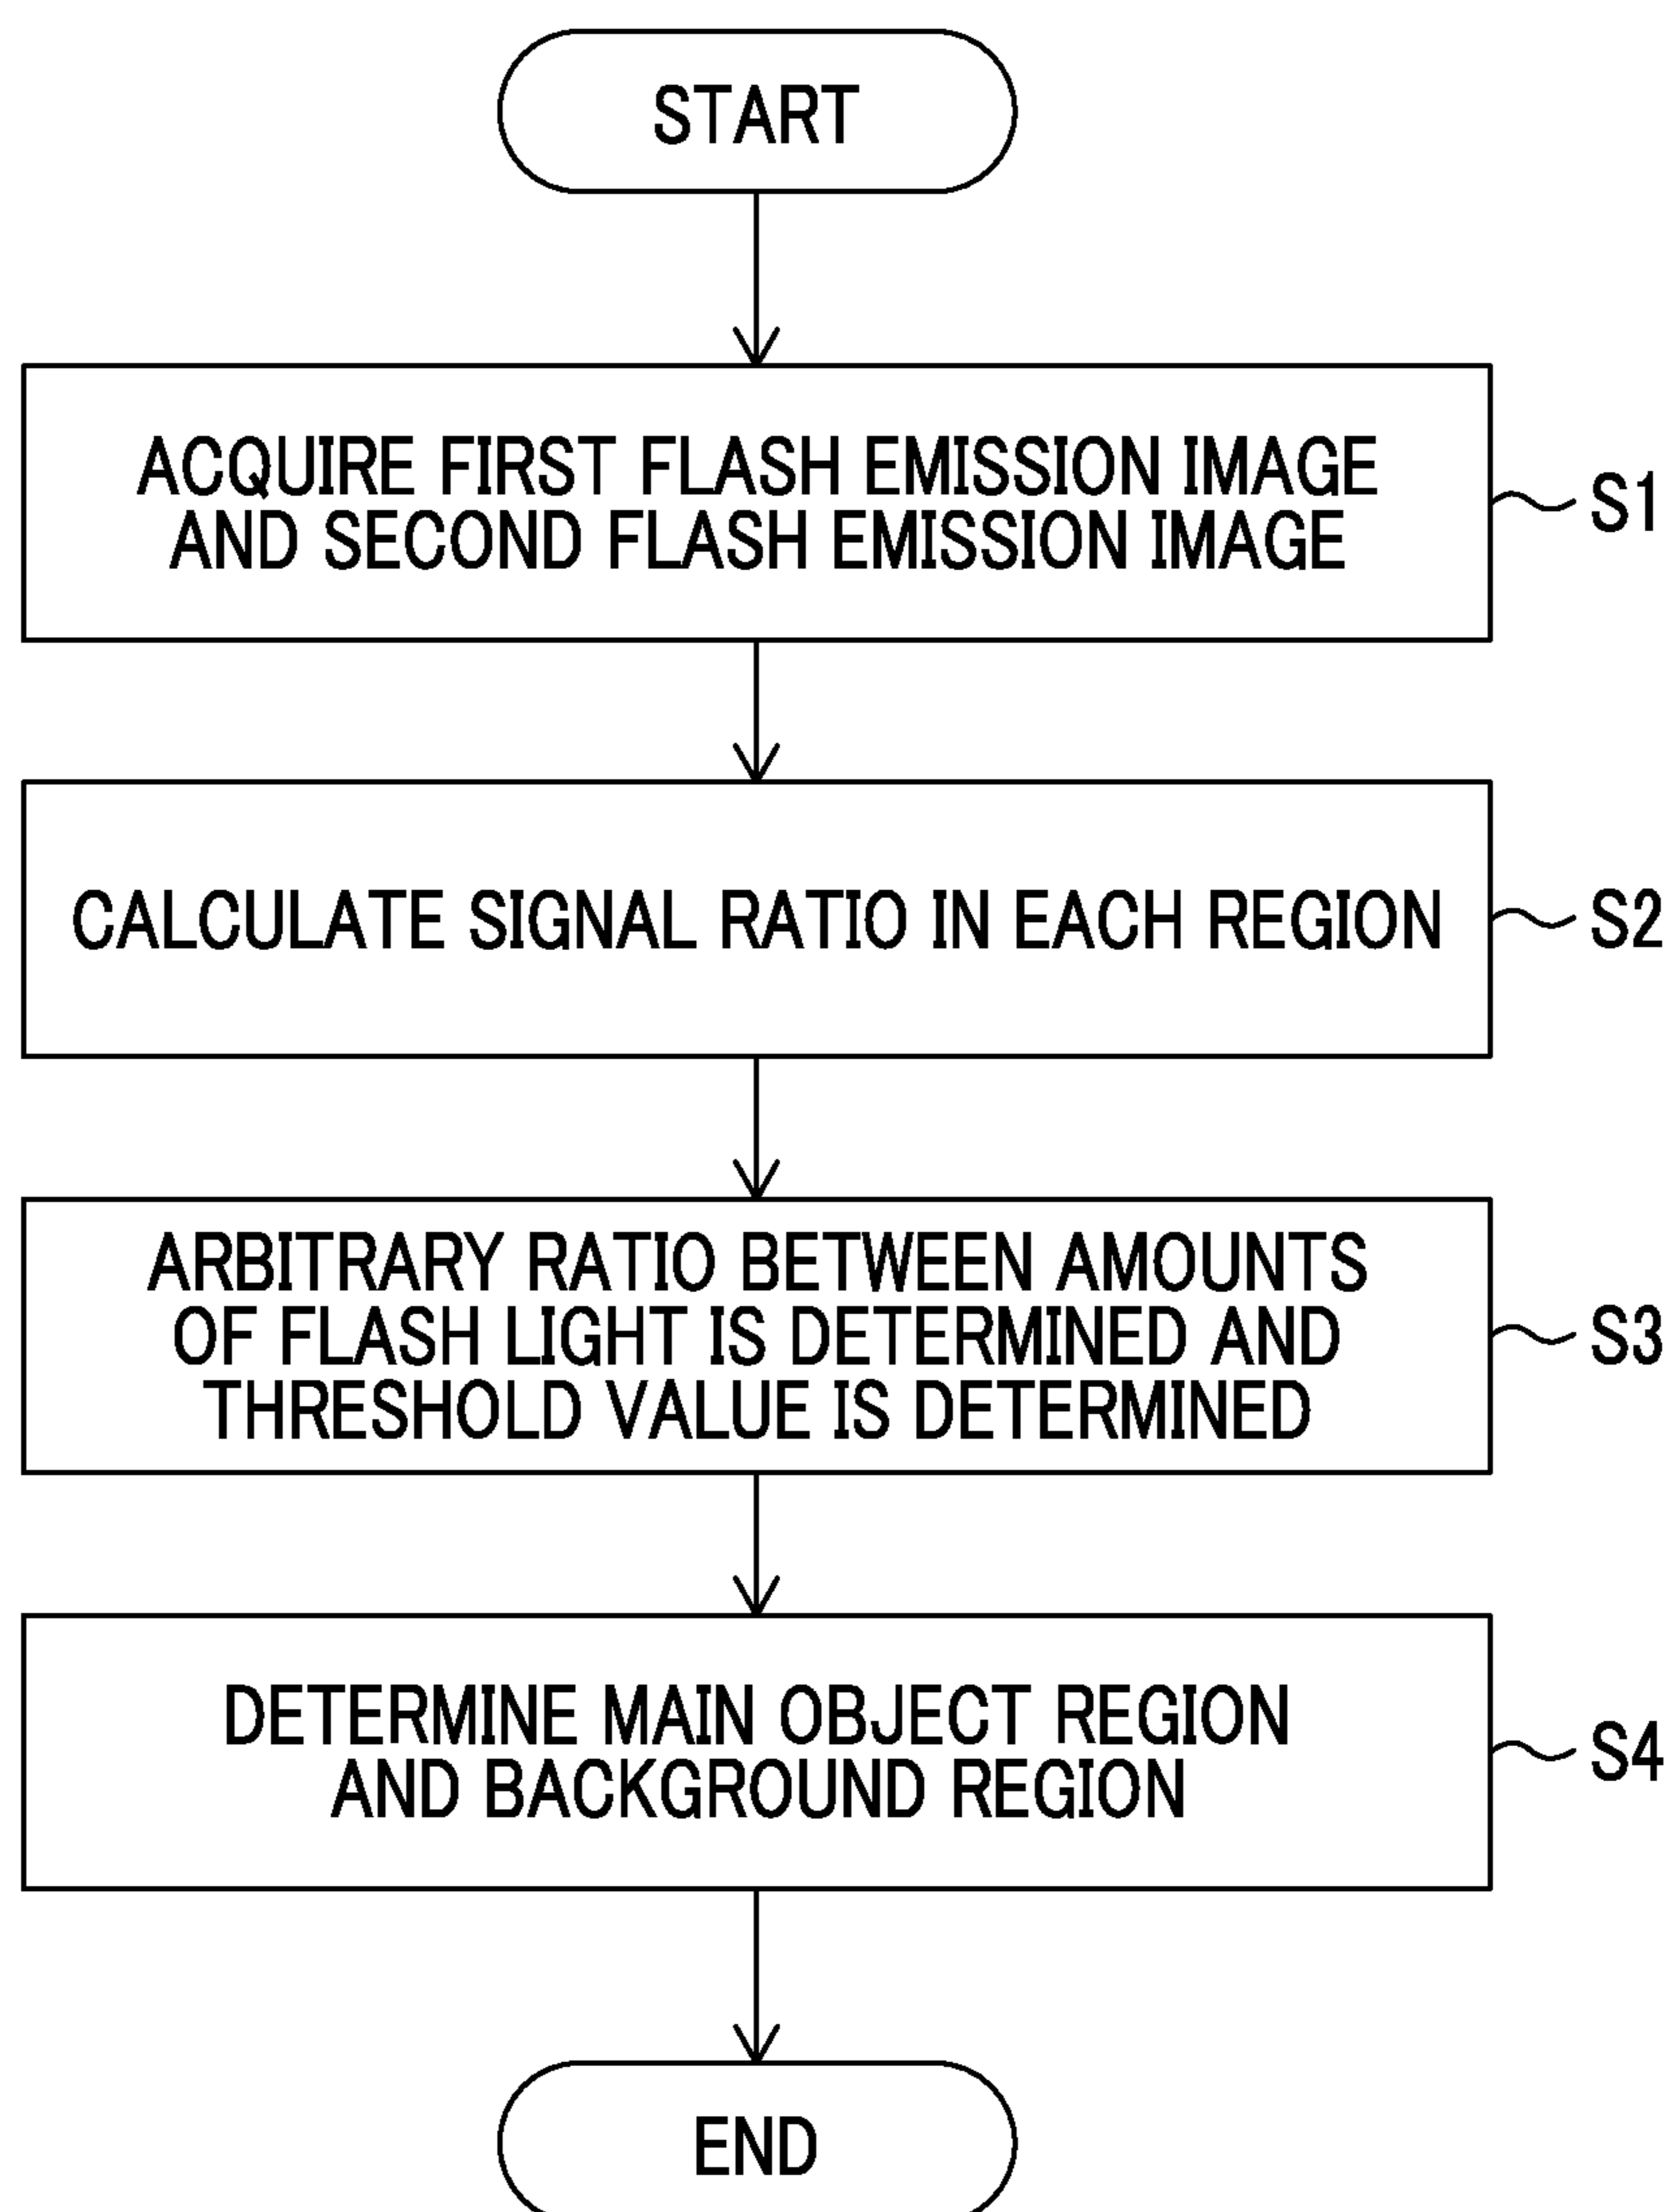 START
ACQUIRE FIRST FLASH EMISSION IMAGE
AND SECOND FLASH EMISSION IMAGE
S1
CALCULATE SIGNAL RATIO IN EACH REGION
S2
ARBITRARY RATIO BETWEEN AMOUNTS
OF FLASH LIGHT IS DETERMINED AND
THRESHOLD VALUE IS DETERMINED
S3
DETERMINE MAIN OBJECT REGION
AND BACKGROUND REGION
S4
END